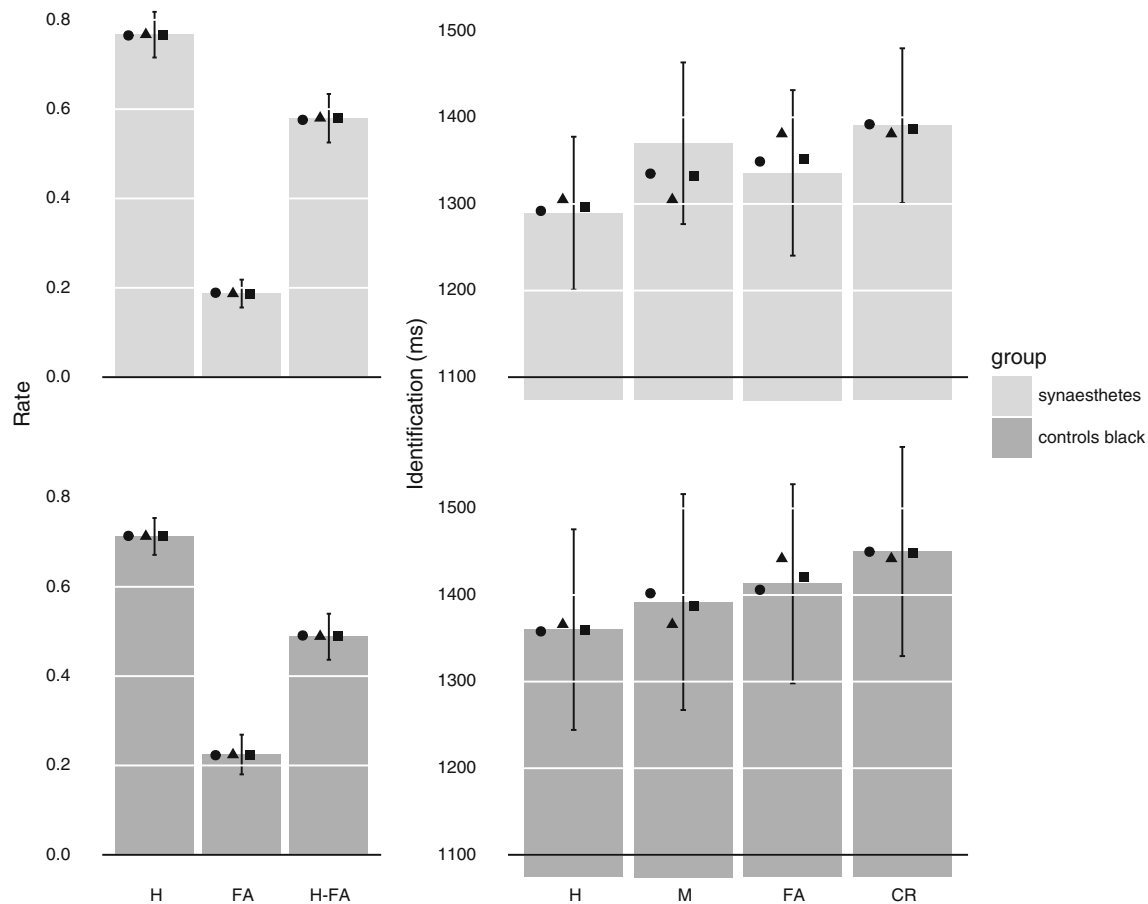 Rate
0.8
0.6
0.4
0.2
0.0
0.8
0.6
0.4
0.2
0.0
H FA H-FA
Identification (ms)
1500
1400
1300
1200
1100
1500
1400
1300
1200
1100
H M FA CR
group
synaesthetes
controls black